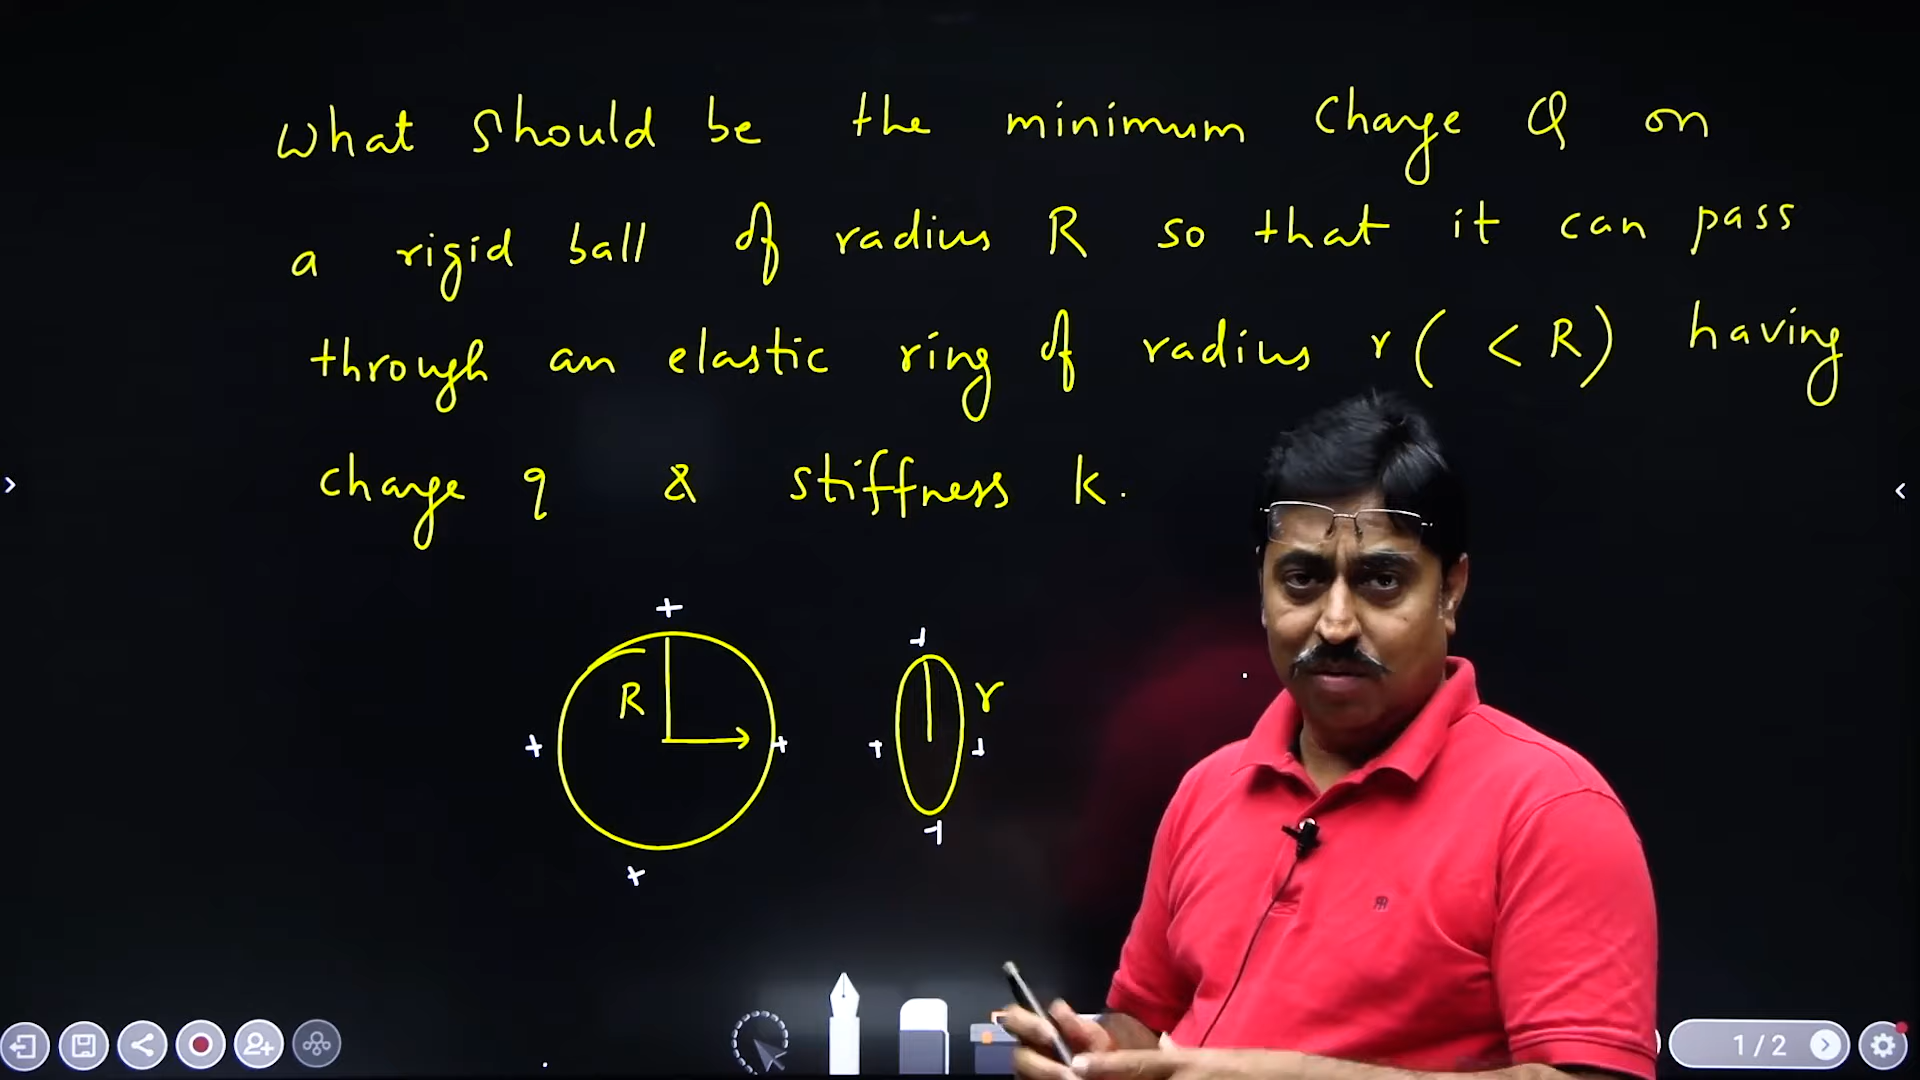 What should be the minimum charge Q on
a rigid ball of radius R so that it can pass
through an elastic ring of radius r ( < R ) having
charge q & stiffness k.
+
+
R
+ + + +
r
+
+
1/2